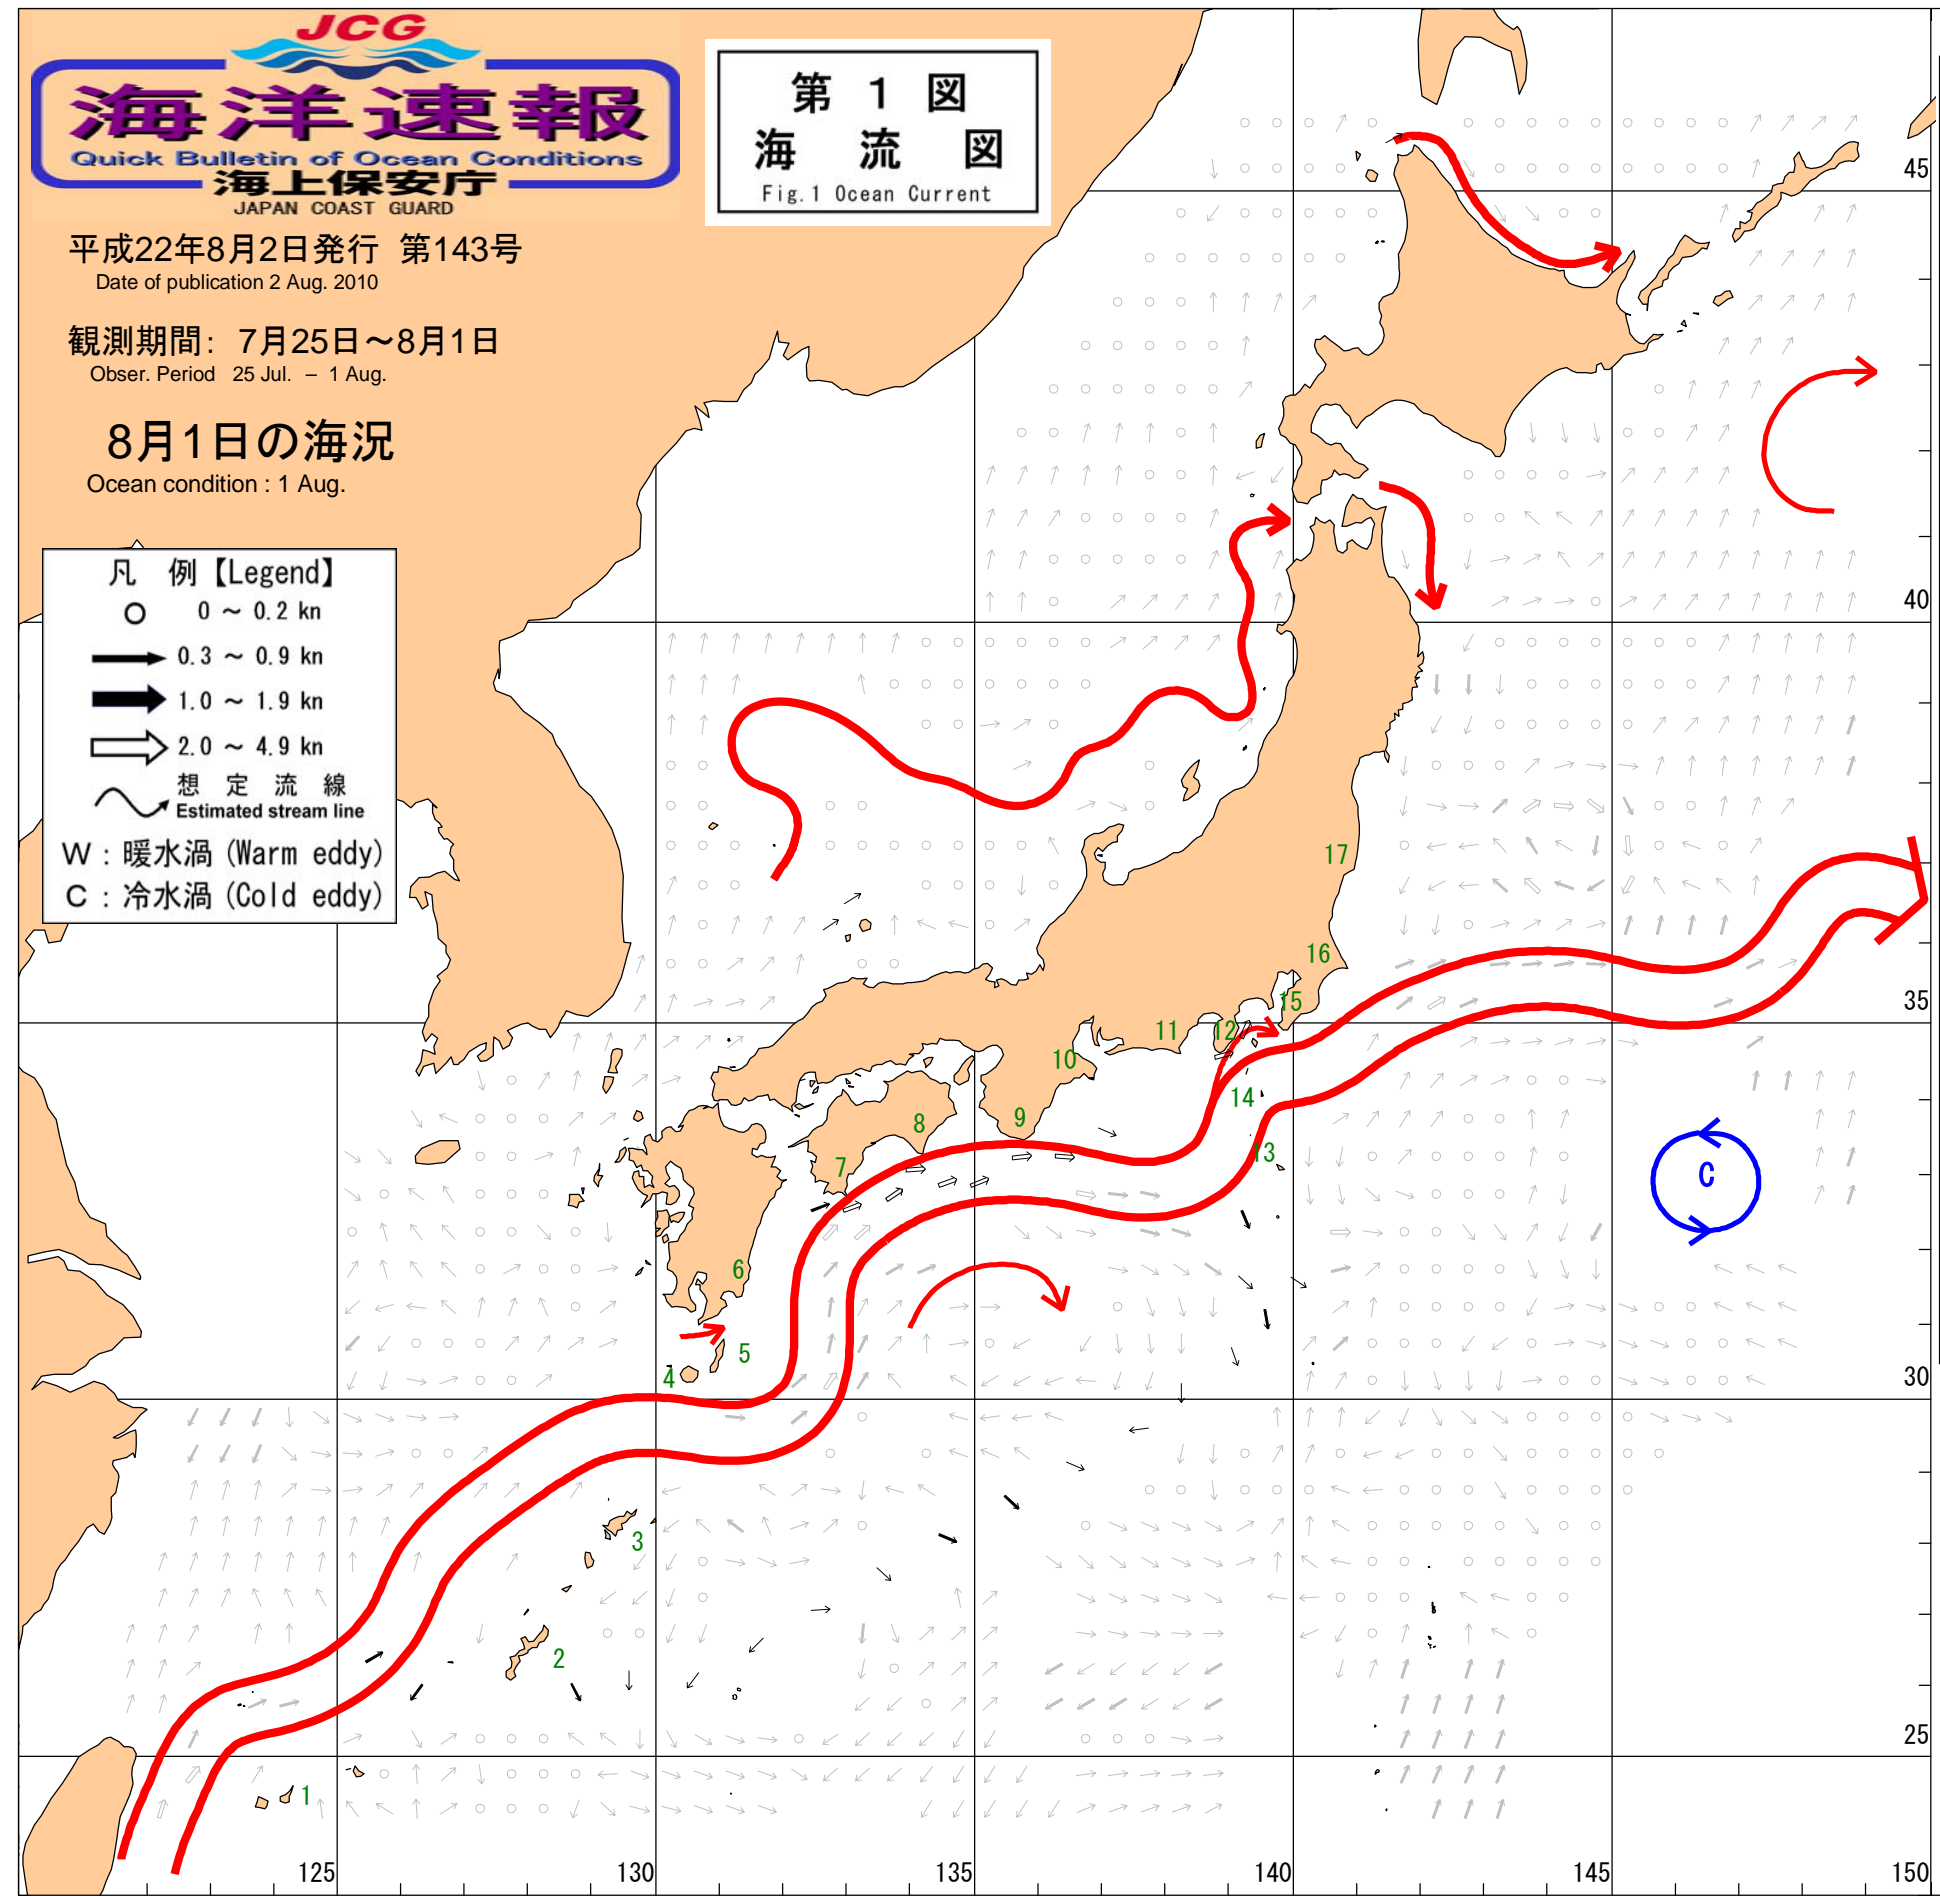 JCG
海洋速報
Quick Bulletin of Ocean Conditions
海上保安庁
JAPAN COAST GUARD
第 1 図
海 流 図
Fig.1 Ocean Current
平成22年8月2日発行 第143号
Date of publication 2 Aug. 2010
観測期間: 7月25日~8月1日
Obser. Period 25 Jul. – 1 Aug.
8月1日の海況
Ocean condition : 1 Aug.
凡 例【Legend】
0 ~ 0.2 kn
0.3 ~ 0.9 kn
1.0 ~ 1.9 kn
2.0 ~ 4.9 kn
想 定 流 線
Estimated stream line
W : 暖水渦 (Warm eddy)
C : 冷水渦 (Cold eddy)
45
40
17
16
15
35
12
11
10
14
9
8
13
7
C
6
5
4
30
3
2
25
1
125
130
135
140
145
150